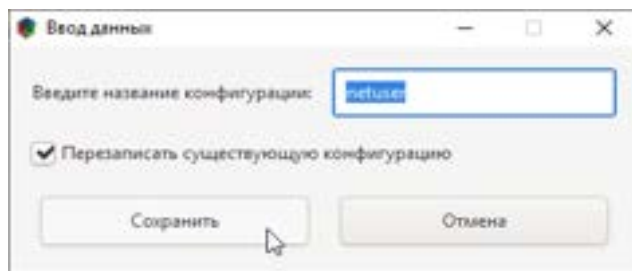 Ввод данных
Введите название конфигурации: netuser
Перезаписать существующую конфигурацию
Сохранить Отмена